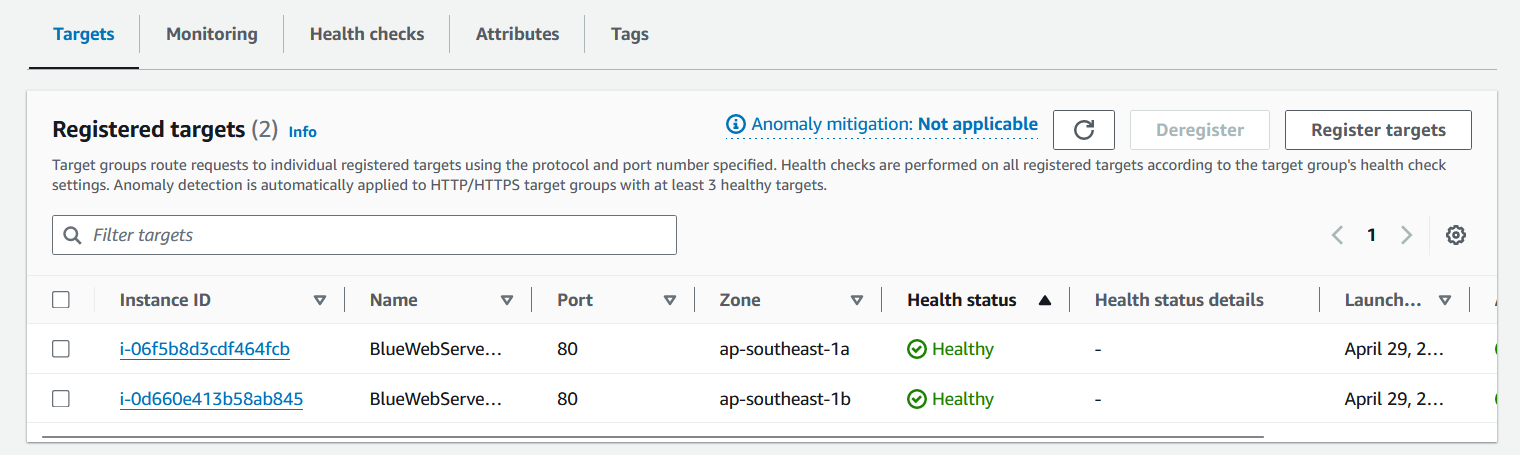 Targets Monitoring Health checks Attributes Tags
Registered targets (2) Info
Anomaly mitigation: Not applicable
Deregister
Register targets
Target groups route requests to individual registered targets using the protocol and port number specified. Health checks are performed on all registered targets according to the target group's health check
settings. Anomaly detection is automatically applied to HTTP/HTTPS target groups with at least 3 healthy targets.
Filter targets
1
Instance ID Name Port Zone Health status Health status details Launch...
i-06f5b8d3cdf464fcb BlueWebServe... 80 ap-southeast-1a Healthy - April 29, 2...
i-0d660e413b58ab845 BlueWebServe... 80 ap-southeast-1b Healthy - April 29, 2...